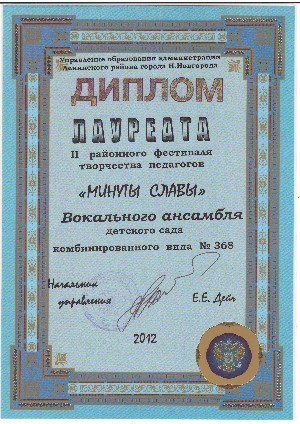 Управление образования администрации
Ленинского района города Н.Новгорода
ДИПЛОМ
ЛАУРЕАТА
II районного фестиваля
творчества педагогов
«МИНУТЫ СЛАВЫ»
Вокального ансамбля
детского сада
комбинированного вида № 368
Начальник
управления
Е.Е. Дейч
2012